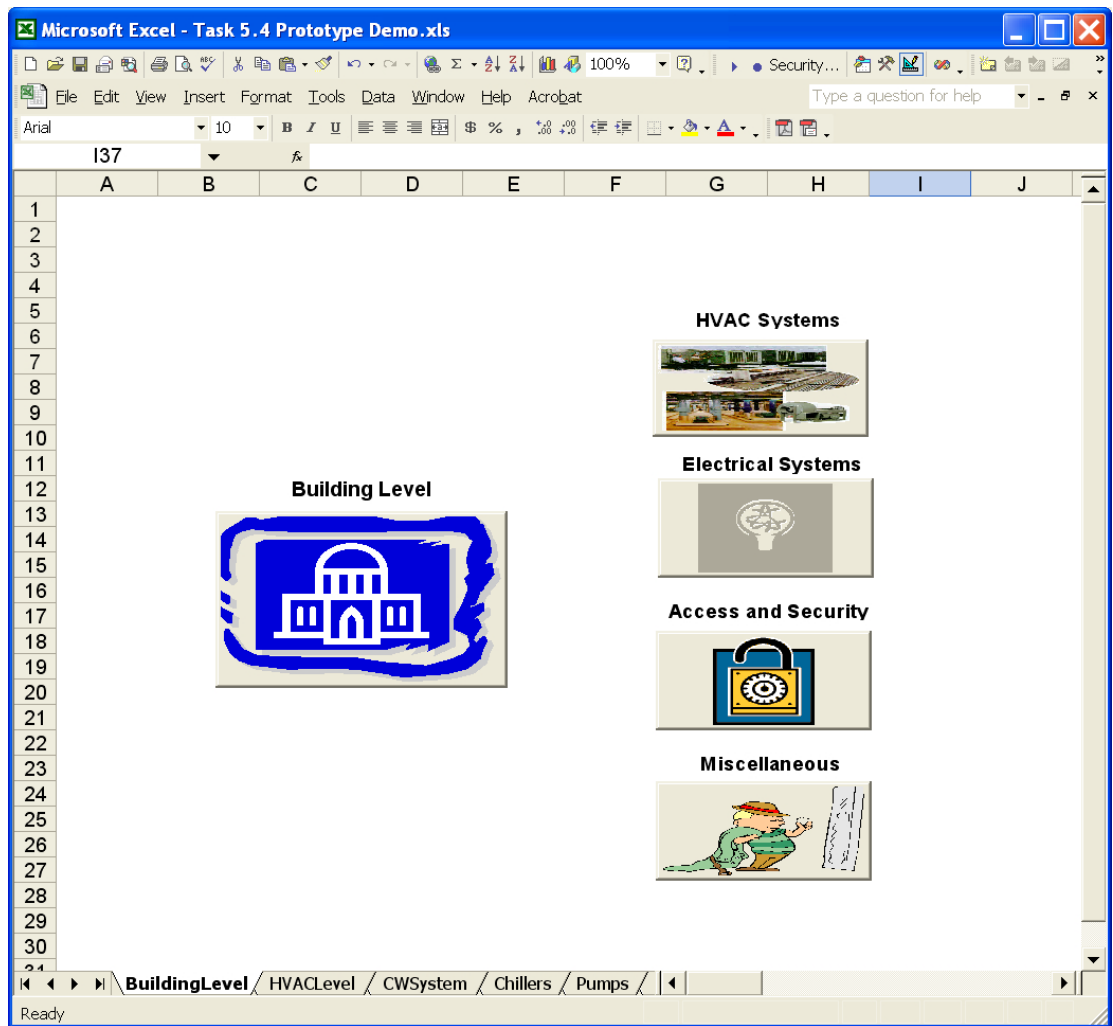 Microsoft Excel - Task 5.4 Prototype Demo.xls
100% Security...
File Edit View Insert Format Tools Data Window Help Acrobat Type a question for help
Arial 10 B I U $ % ,
I37 fx
A B C D E F G H I J
1
2
3
4
5
HVAC Systems
6
7
8
9
10
11
Electrical Systems
12
Building Level
13
14
15
16
17
Access and Security
18
19
20
21
22
23
Miscellaneous
24
25
26
27
28
29
30
31
BuildingLevel HVACLevel CWSystem Chillers Pumps
Ready